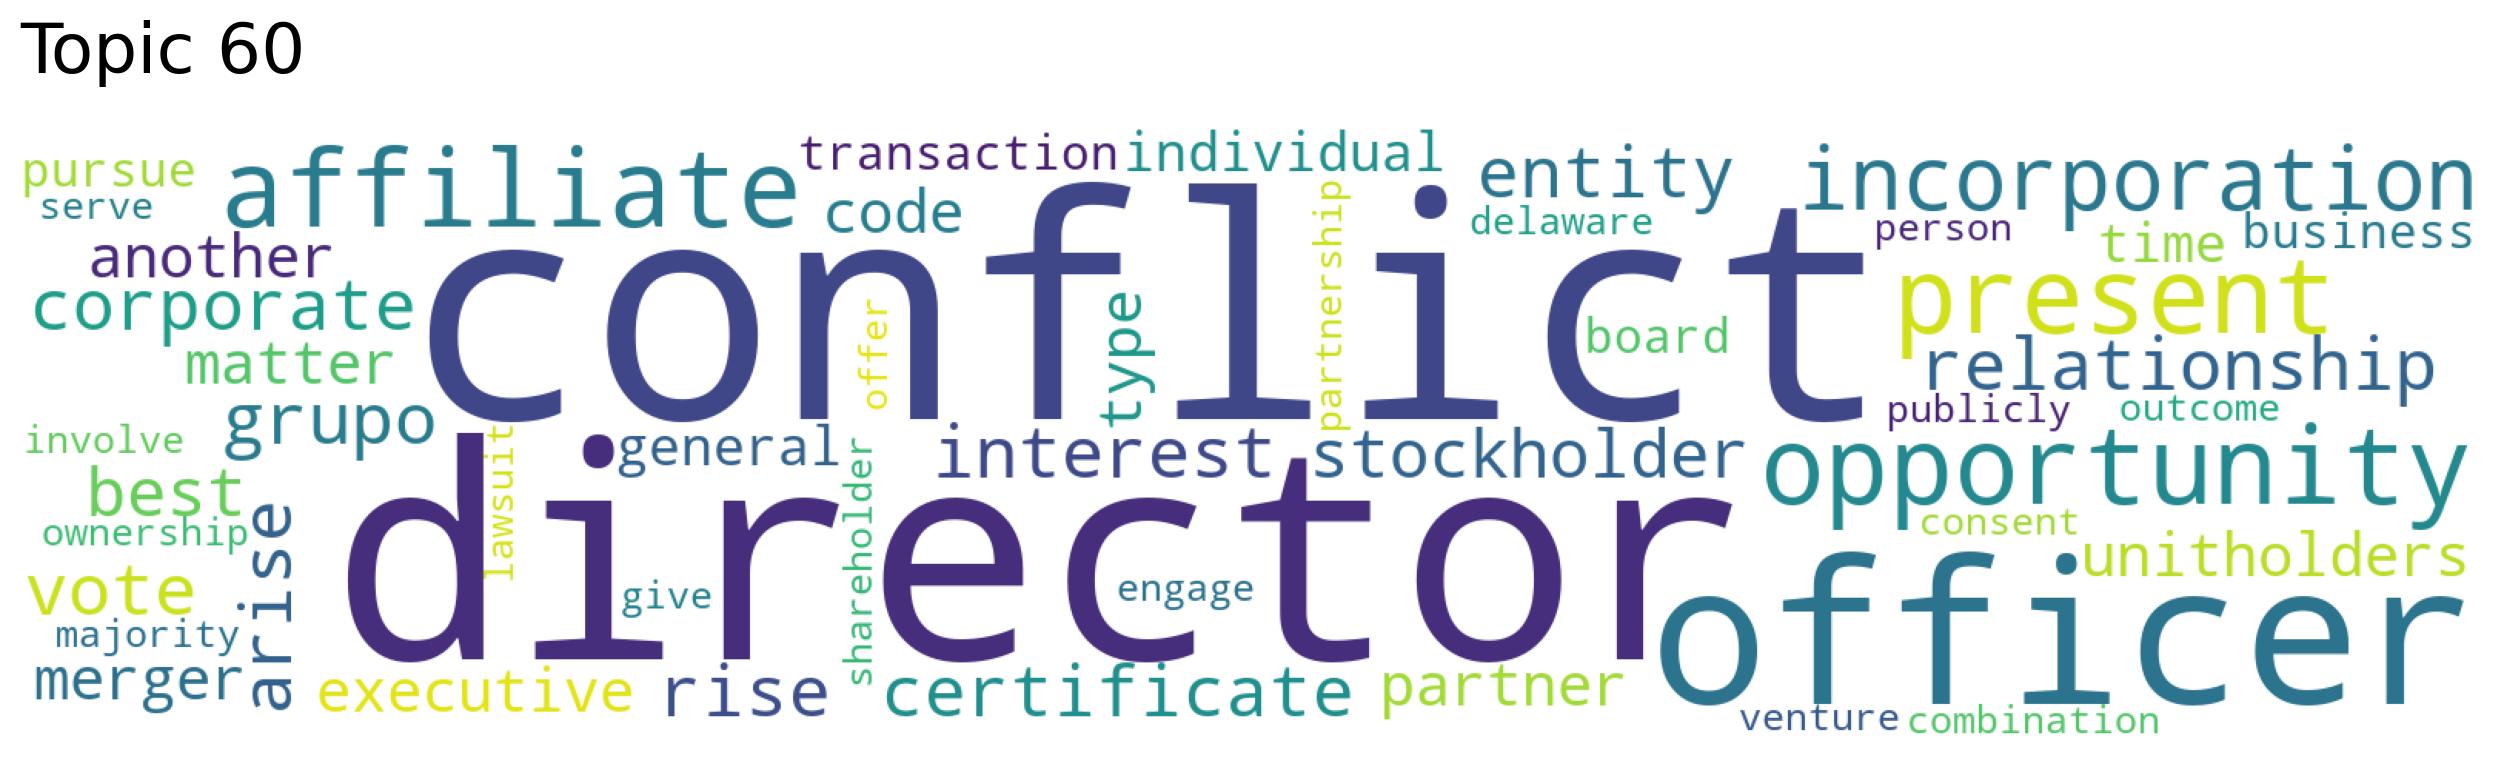 Topic 60
transaction individual
pursue affiliate entity incorporation
serve code delaware person time business
another conflict present
corporate offer type partnership board
matter relationship
grupo publicly outcome
involve general interest stockholder opportunity
best lawsuit shareholder director
ownership consent
arise unitholders
vote give engage officer
majority
merger executive rise certificate partner
venture combination